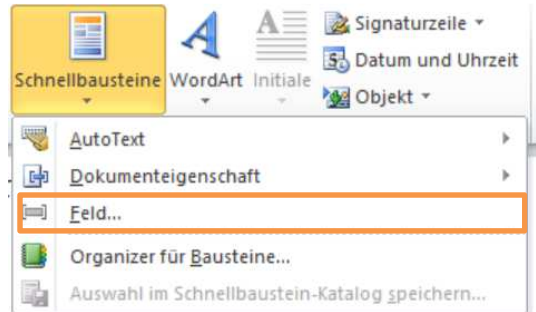 Schnellbausteine WordArt Initiale
Signaturzeile
Datum und Uhrzeit
Objekt
AutoText
Dokumenteigenschaft
Feld...
Organizer für Bausteine...
Auswahl im Schnellbaustein-Katalog speichern...